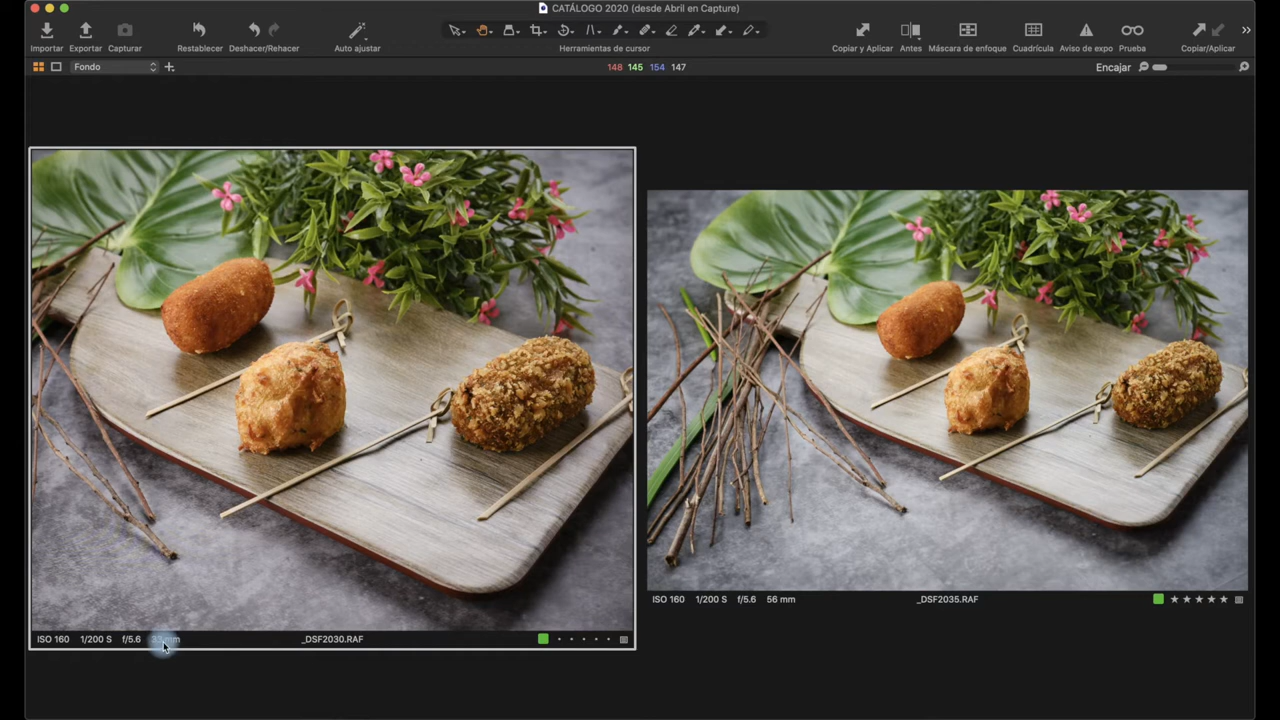 CATÁLOGO 2020 (desde Abril en Capture)
Importar Exportar Capturar Restablecer Deshacer/Rehacer Auto ajustar Herramientas de cursor Copiar y Aplicar Antes Máscara de enfoque Cuadrícula Aviso de expo Prueba Copiar/Aplicar
Fondo 148 145 154 147 Encajar
ISO 160 1/200 S f/5.6 56 mm _DSF2035.RAF
ISO 160 1/200 S f/5.6 mm _DSF2030.RAF